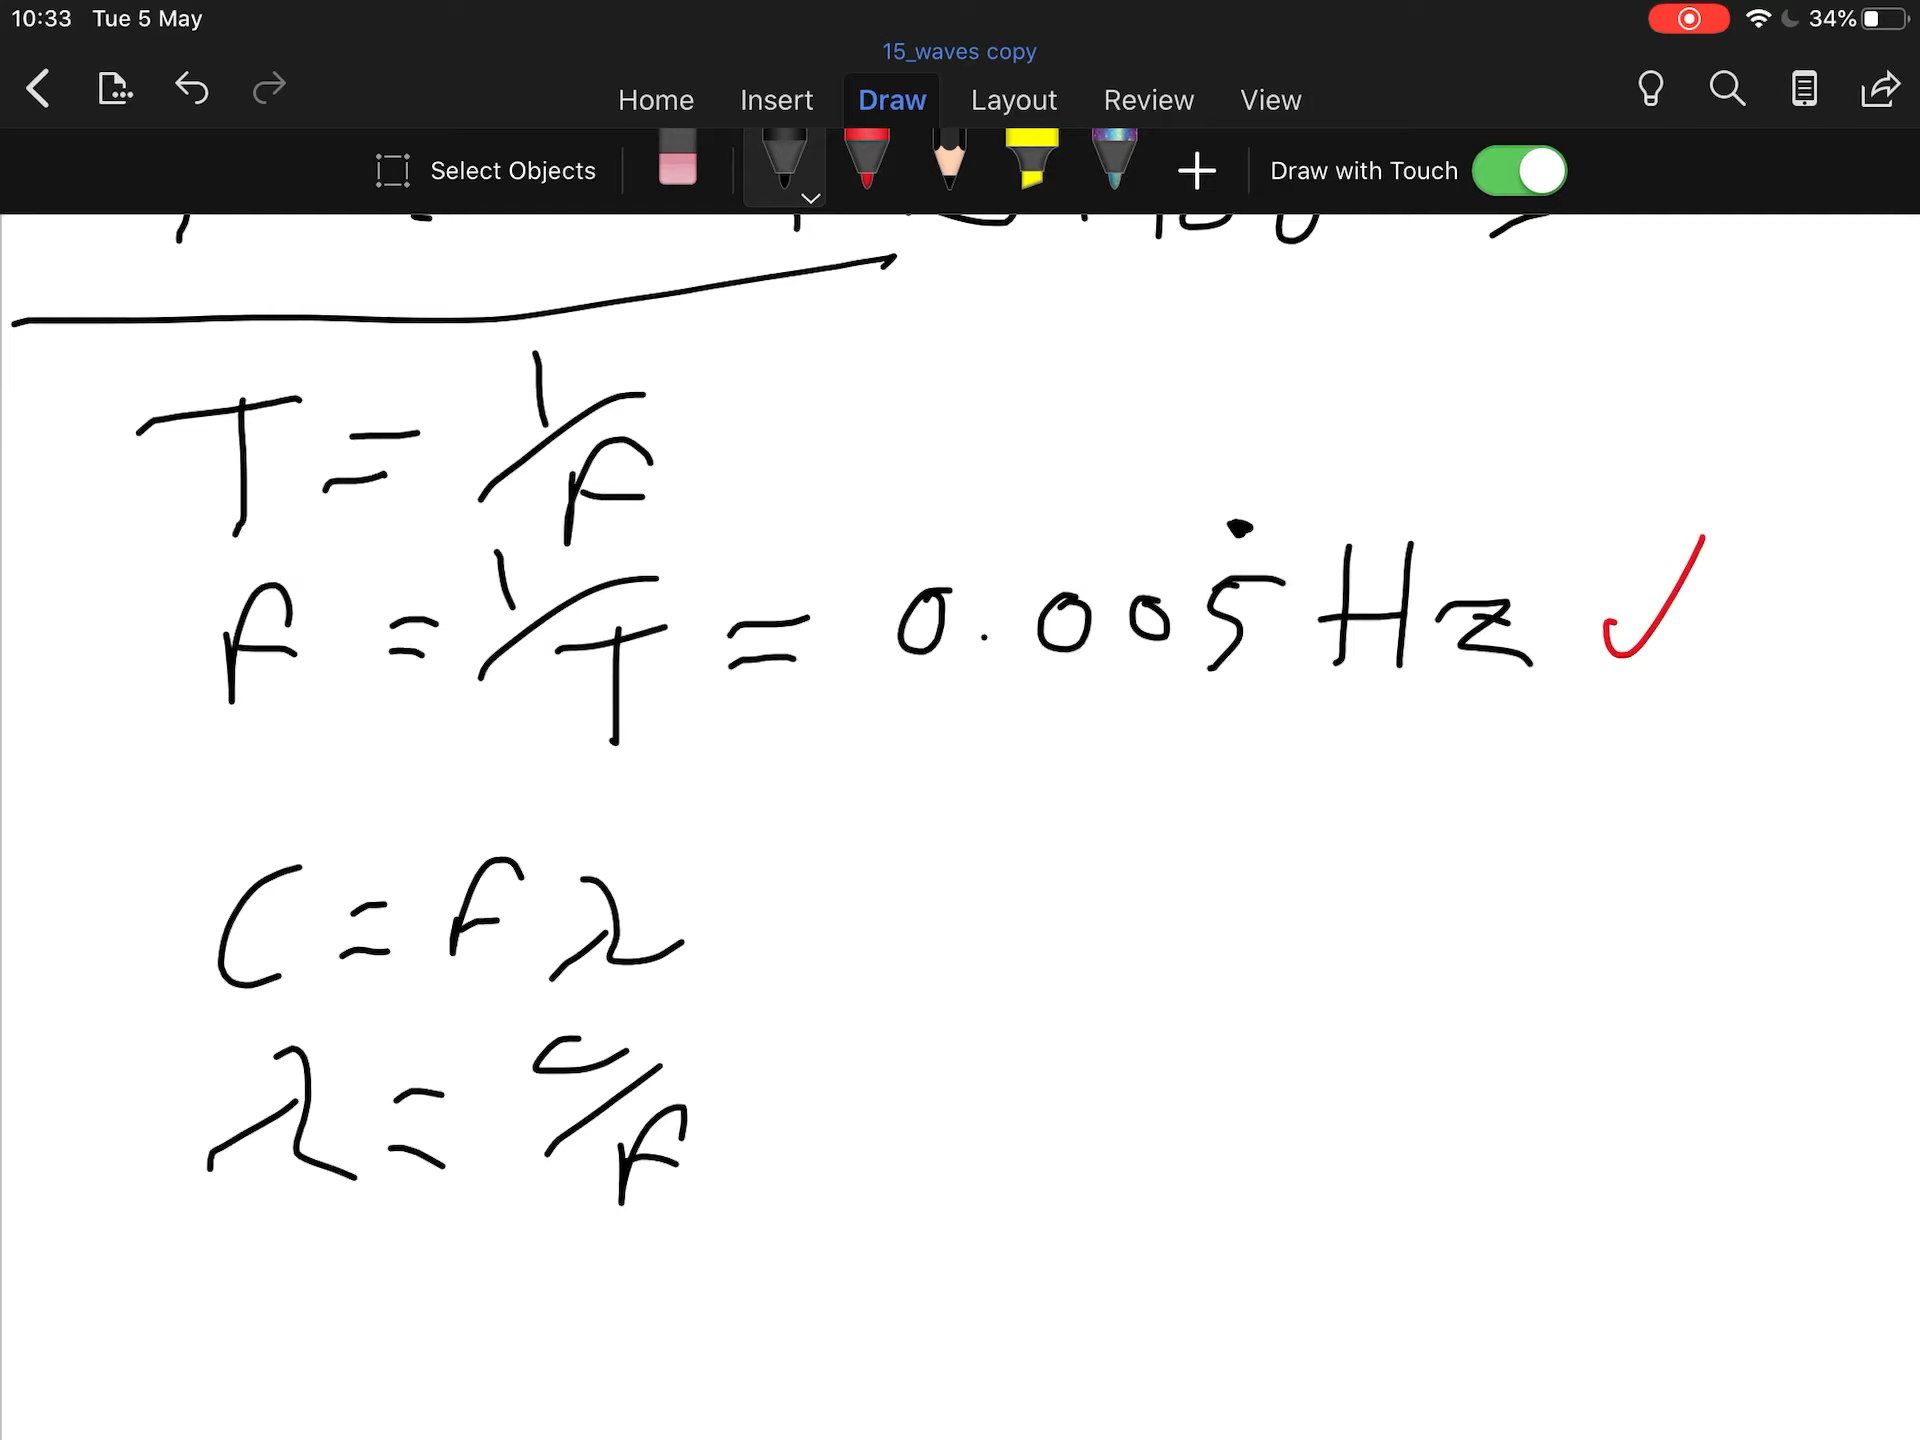 10:33 Tue 5 May 34%
15_waves copy
Home Insert Draw Layout Review View
Select Objects Draw with Touch
T = 1/f
f = 1/T = 0.005̇ Hz ✓
C = fλ
λ = c/f